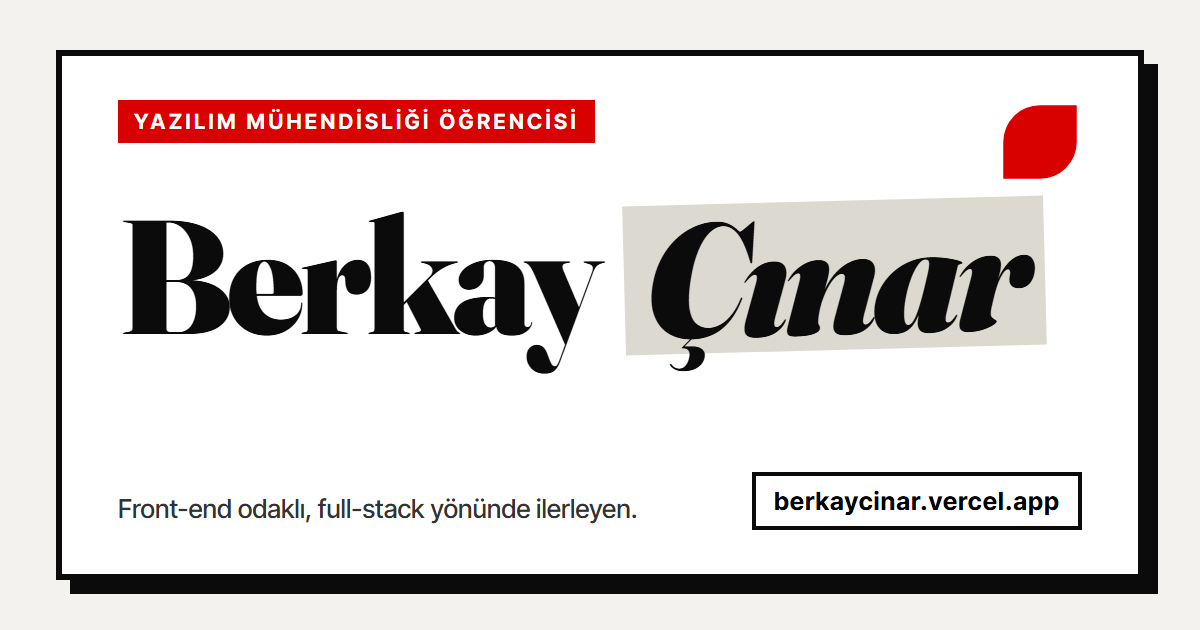 YAZILIM MÜHENDİSLİĞİ ÖĞRENCİSİ
Berkay Çınar
Front-end odaklı, full-stack yönünde ilerleyen.
berkaycinar.vercel.app